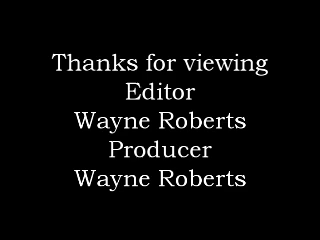 Thanks for viewing
Editor
Wayne Roberts
Producer
Wayne Roberts